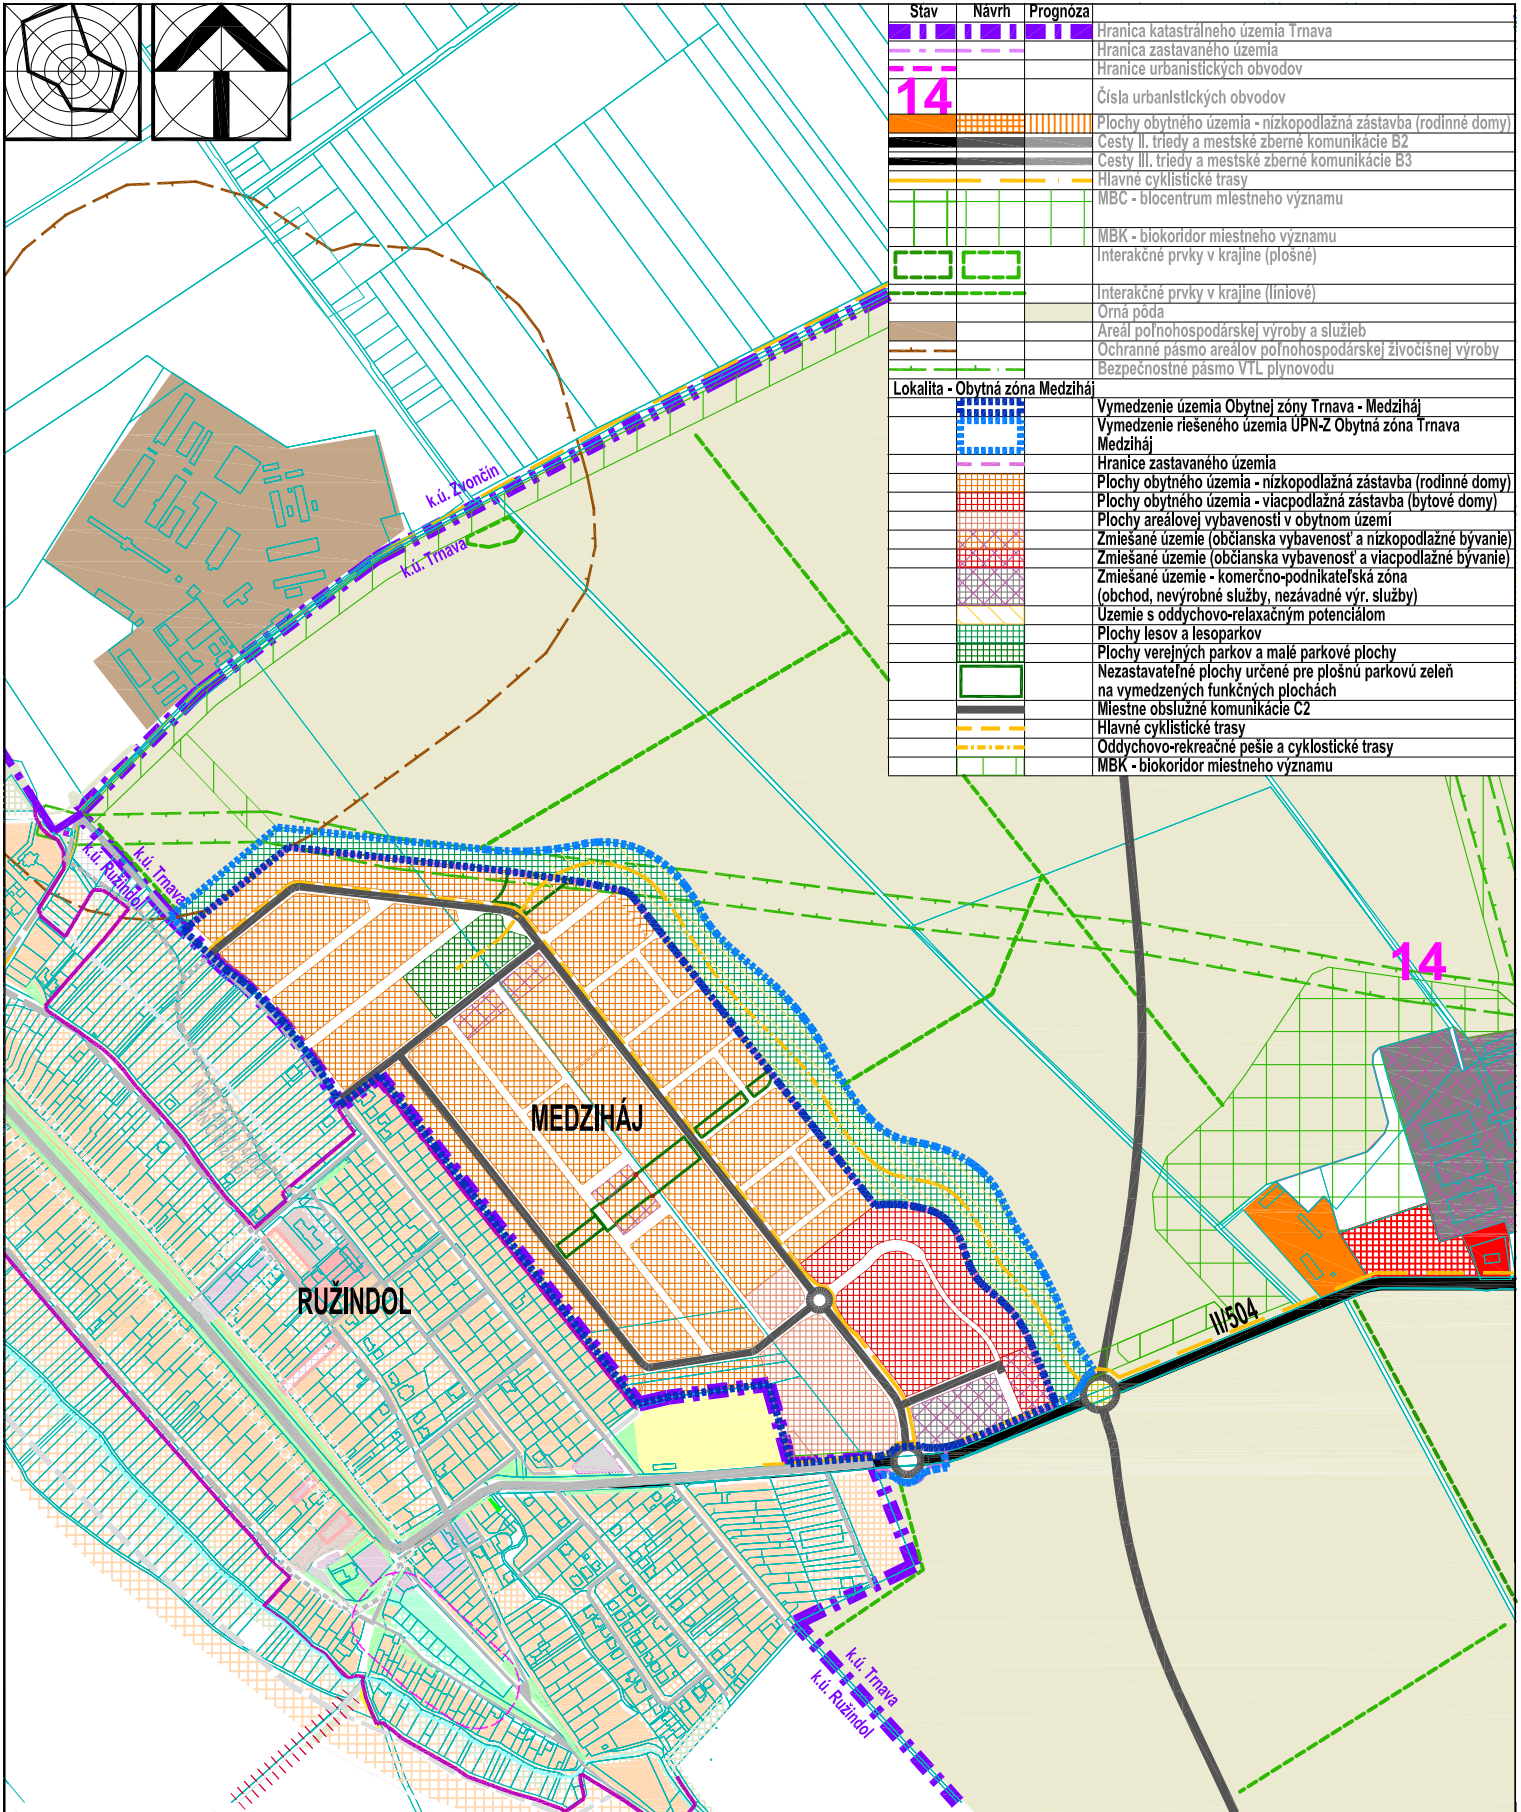 Stav Návrh Prognóza
Hranica katastrálneho územia Trnava
Hranica zastavaného územia
Hranice urbanistických obvodov
14
Čísla urbanistických obvodov
Plochy obytného územia - nízkopodlažná zástavba (rodinné domy)
Cesty II. triedy a mestské zberné komunikácie B2
Cesty III. triedy a mestské zberné komunikácie B3
Hlavné cyklistické trasy
MBC - biocentrum miestneho významu
MBK - biokoridor miestneho významu
Interakčné prvky v krajine (plošné)
Interakčné prvky v krajine (líniové)
Orná pôda
Areál poľnohospodárskej výroby a služieb
Ochranné pásmo areálov poľnohospodárskej živočíšnej výroby
Bezpečnostné pásmo VTL plynovodu
Lokalita - Obytná zóna Medziháj
Vymedzenie územia Obytnej zóny Trnava - Medziháj
Vymedzenie riešeného územia ÚPN-Z Obytná zóna Trnava
Medziháj
Hranice zastavaného územia
Plochy obytného územia - nízkopodlažná zástavba (rodinné domy)
Plochy obytného územia - viacpodlažná zástavba (bytové domy)
Plochy areálovej vybavenosti v obytnom území
Zmiešané územie (občianska vybavenosť a nízkopodlažné bývanie)
Zmiešané územie (občianska vybavenosť a viacpodlažné bývanie)
Zmiešané územie - komerčno-podnikateľská zóna
(obchod, nevýrobné služby, nezávadné výr. služby)
Územie s oddychovo-relaxačným potenciálom
Plochy lesov a lesoparkov
Plochy verejných parkov a malé parkové plochy
Nezastavateľné plochy určené pre plošnú parkovú zeleň
na vymedzených funkčných plochách
Miestne obslužné komunikácie C2
Hlavné cyklistické trasy
Oddychovo-rekreačné pešie a cyklostické trasy
MBK - biokoridor miestneho významu
k.ú. Zvončín
k.ú. Trnava
k.ú. Trnava
k.ú. Ružindol
14
MEDZIHÁJ
RUŽINDOL
II/504
k.ú. Trnava
k.ú. Ružindol